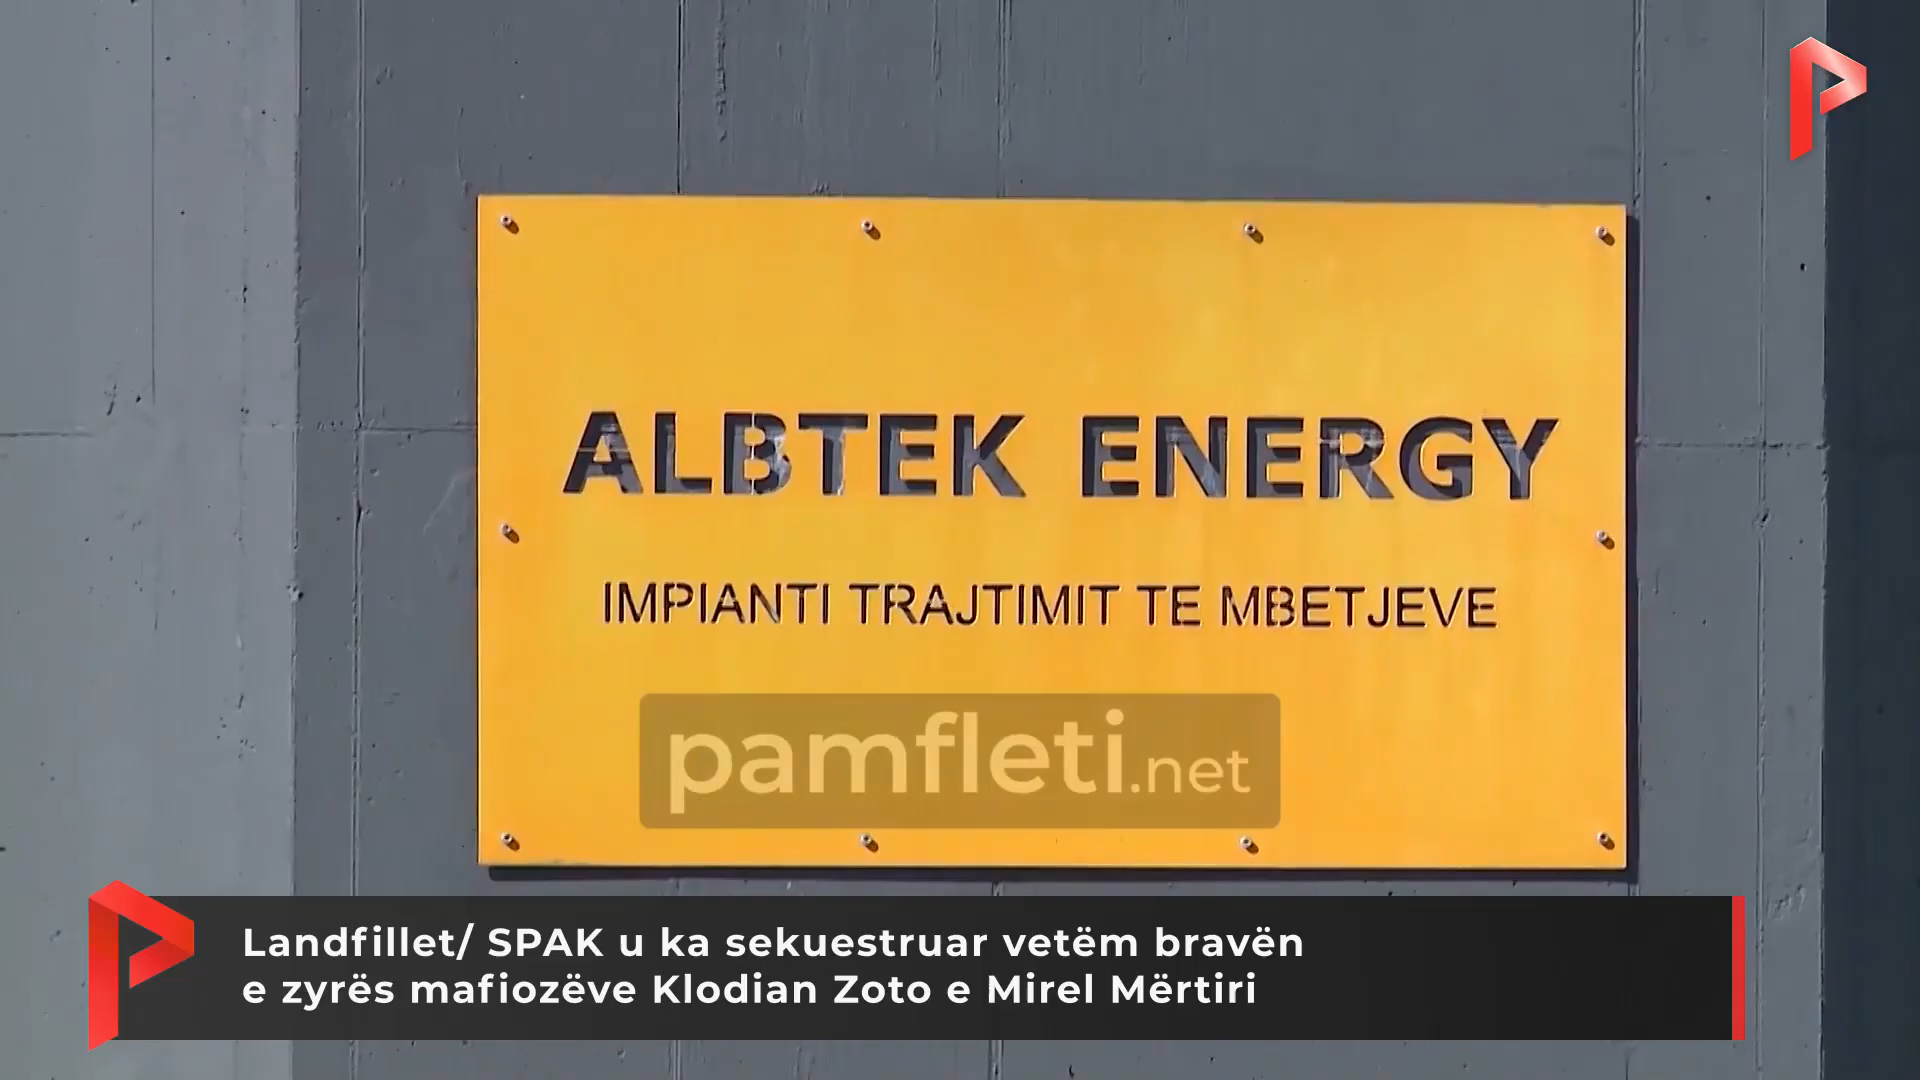 ALBTEK ENERGY
IMPIANTI TRAJTIMIT TE MBETJEVE
pamfleti.net
Landfillet/ SPAK u ka sekuestruar vetëm bravën
e zyrës mafiozëve Klodian Zoto e Mirel Mërtiri